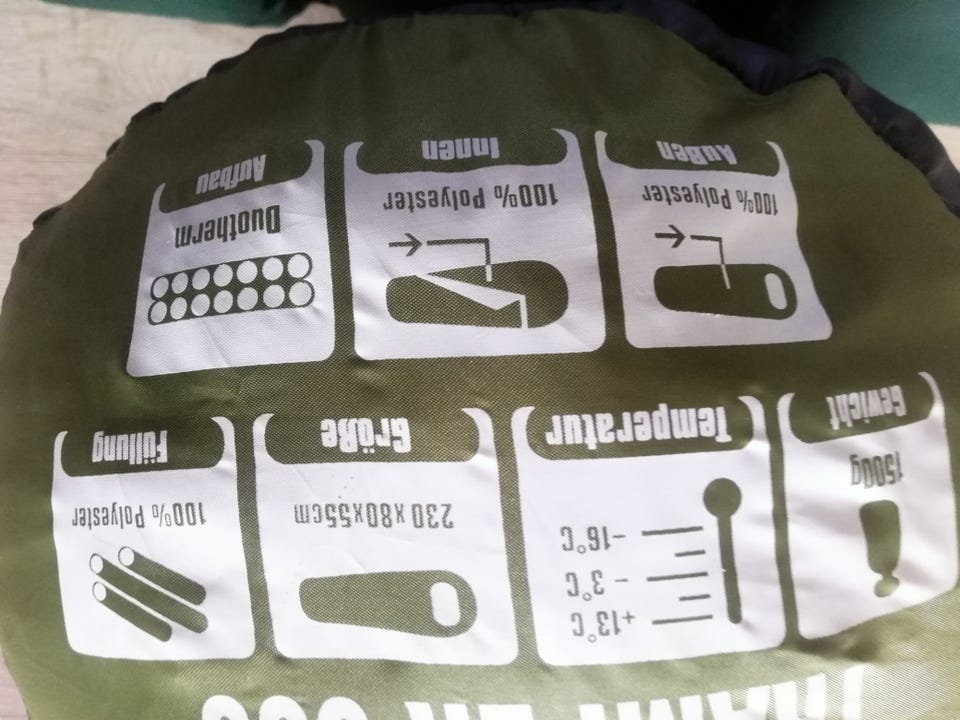 1500g
Gewicht
+13°C
- 3°C
-16°C
Temperatur
230x80x55cm
Größe
100% Polyester
Füllung
100% Polyester
Außen
100% Polyester
Innen
Duotherm
Aufbau